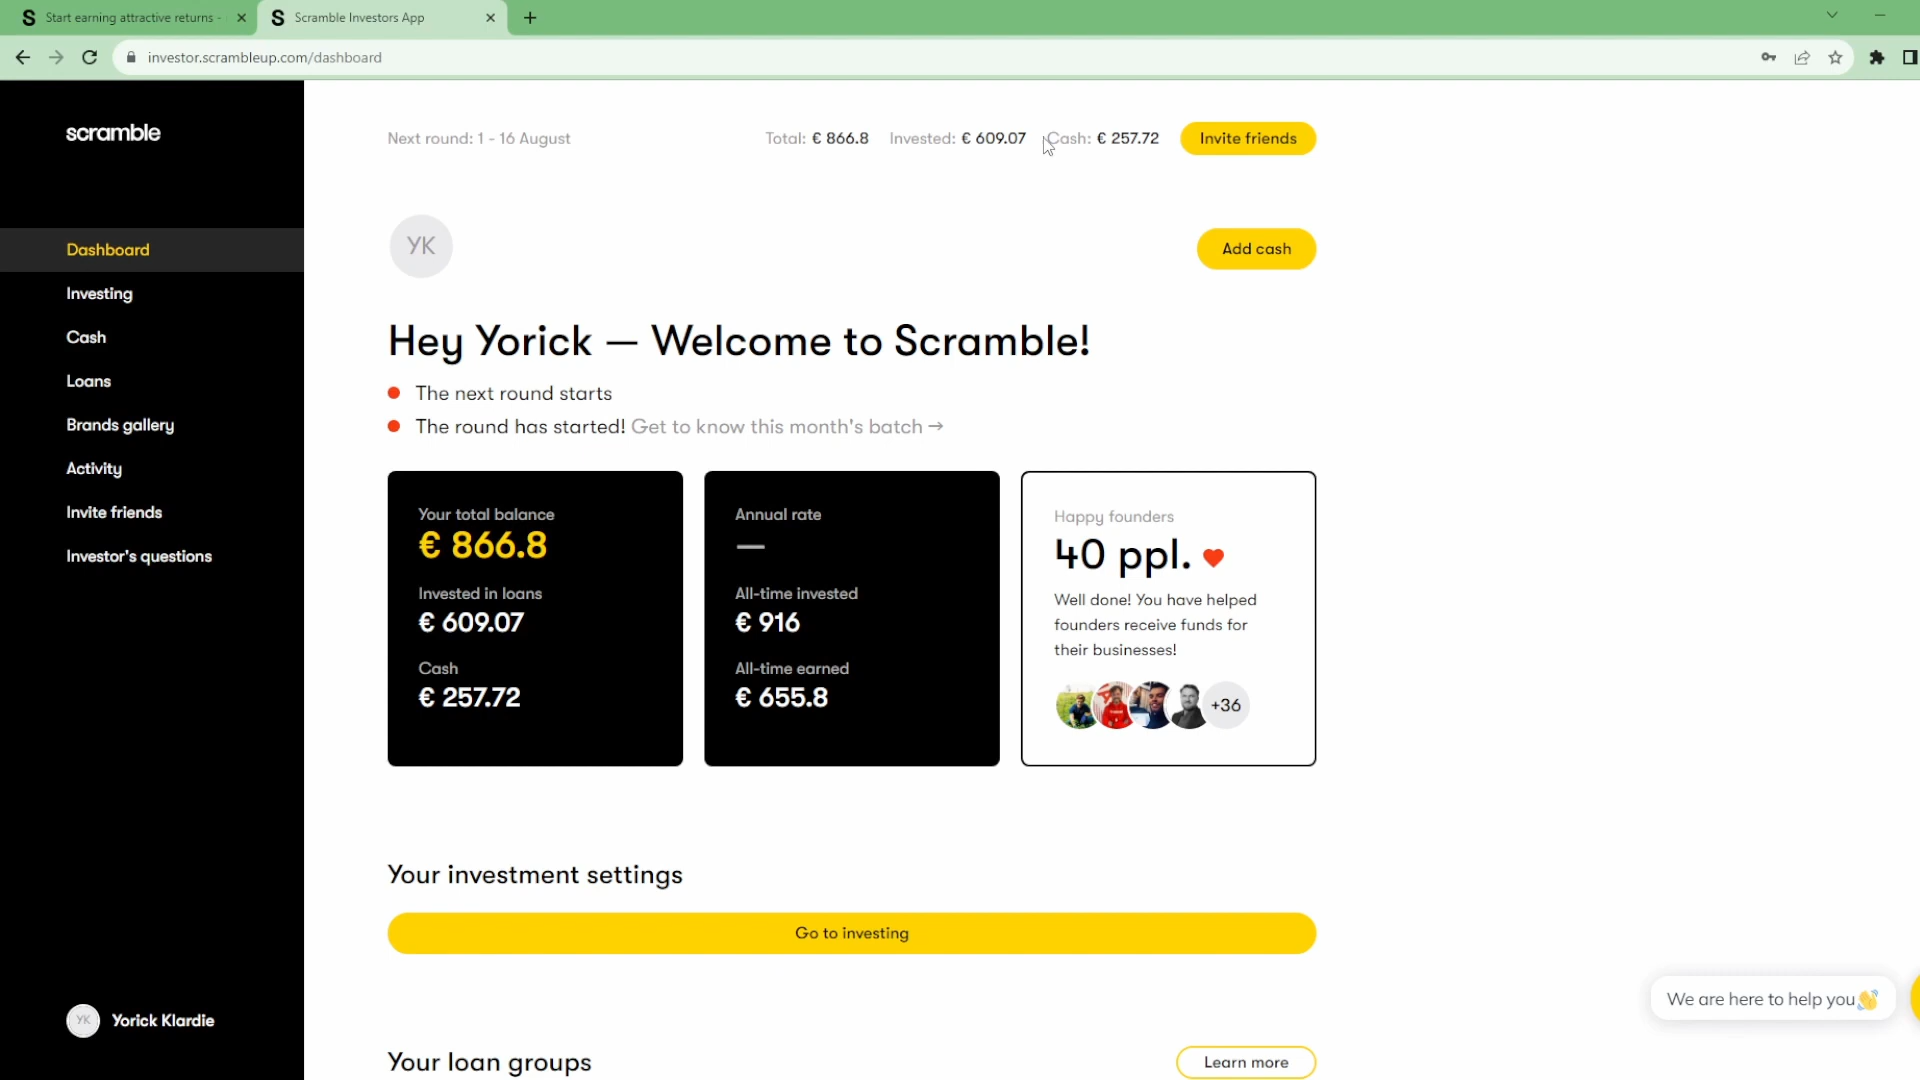 Start earning attractive returns -
Scramble Investors App
investor.scrambleup.com/dashboard
scramble
Next round: 1 - 16 August
Total: € 866.8
Invested: € 609.07
Cash: € 257.72
Invite friends
YK
Add cash
Dashboard
Investing
Cash
Loans
Brands gallery
Activity
Invite friends
Investor's questions
Hey Yorick — Welcome to Scramble!
The next round starts
The round has started! Get to know this month's batch →
Your total balance
€ 866.8
Invested in loans
€ 609.07
Cash
€ 257.72
Annual rate
—
All-time invested
€ 916
All-time earned
€ 655.8
Happy founders
40 ppl.
Well done! You have helped
founders receive funds for
their businesses!
+36
Your investment settings
Go to investing
We are here to help you👋
YK
Yorick Klardie
Your loan groups
Learn more